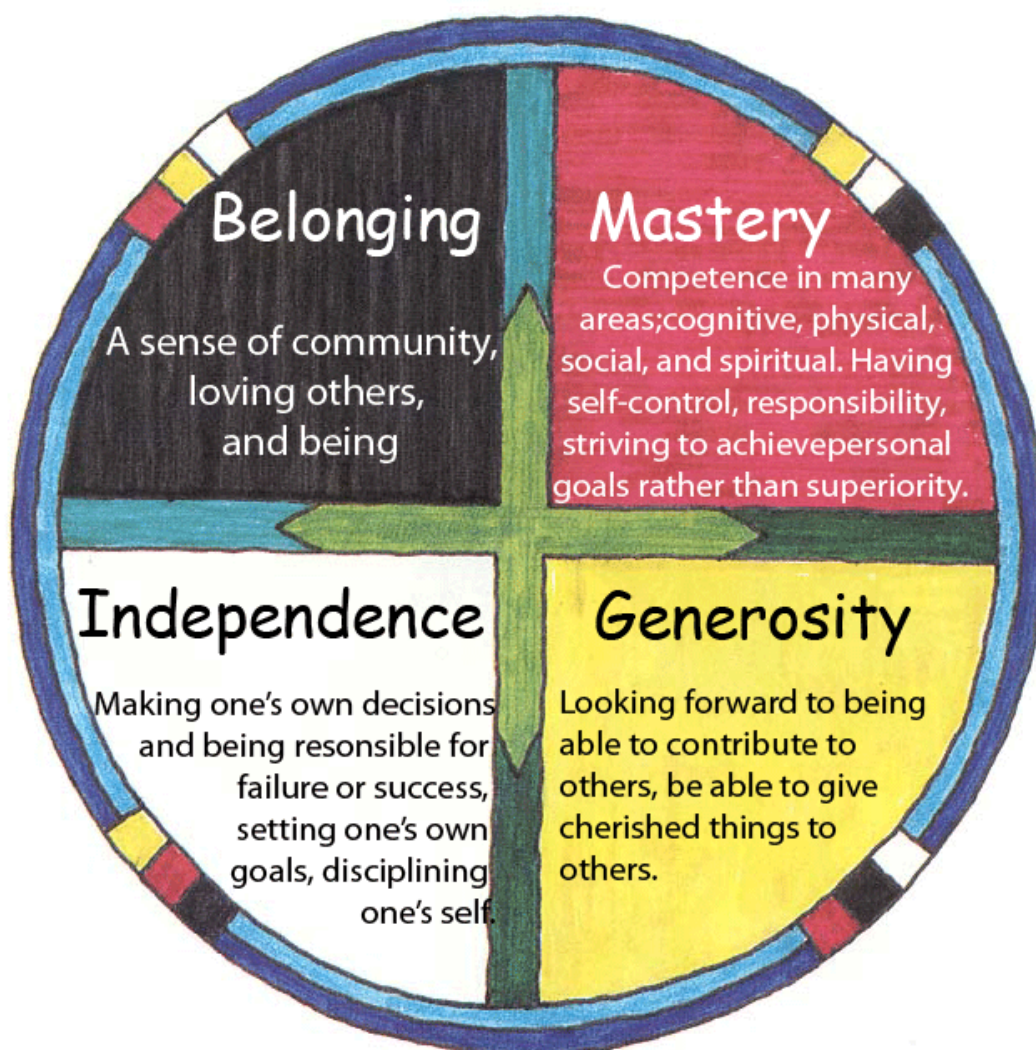 Belonging
A sense of community,
loving others,
and being
Mastery
Competence in many
areas;cognitive, physical,
social, and spiritual. Having
self-control, responsibility,
striving to achievepersonal
goals rather than superiority.
Independence
Making one's own decisions
and being resonsible for
failure or success,
setting one's own
goals, disciplining
one's self.
Generosity
Looking forward to being
able to contribute to
others, be able to give
cherished things to
others.